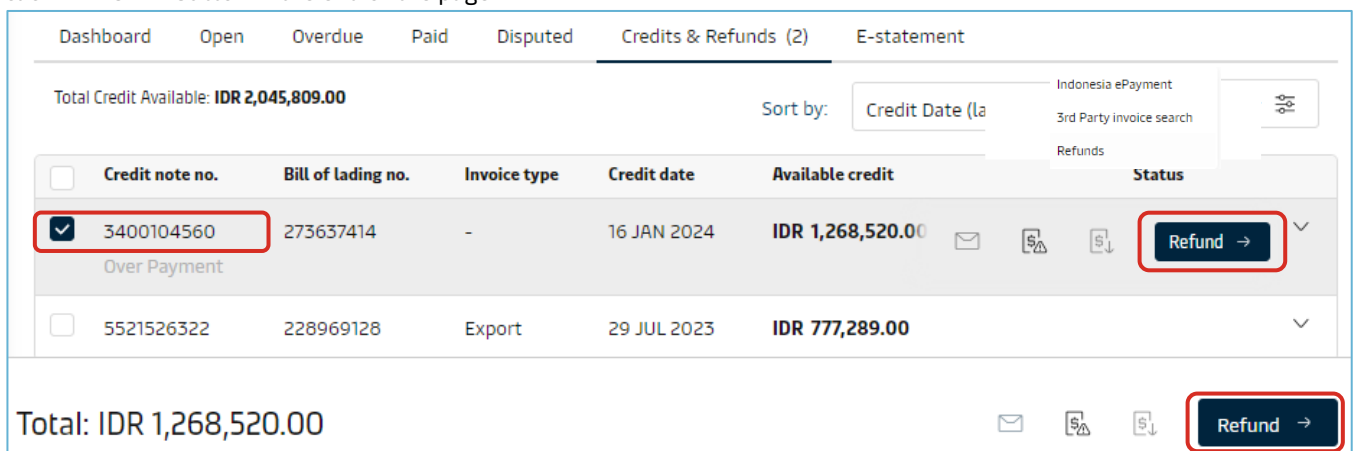 Dashboard Open Overdue Paid Disputed Credits & Refunds (2) E-statement
Total Credit Available: IDR 2,045,809.00
Sort by: Credit Date (la
Indonesia ePayment
3rd Party invoice search
Refunds
Credit note no. Bill of lading no. Invoice type Credit date Available credit Status
3400104560 273637414 - 16 JAN 2024 IDR 1,268,520.00 Refund →
Over Payment
5521526322 228969128 Export 29 JUL 2023 IDR 777,289.00
Total: IDR 1,268,520.00 Refund →